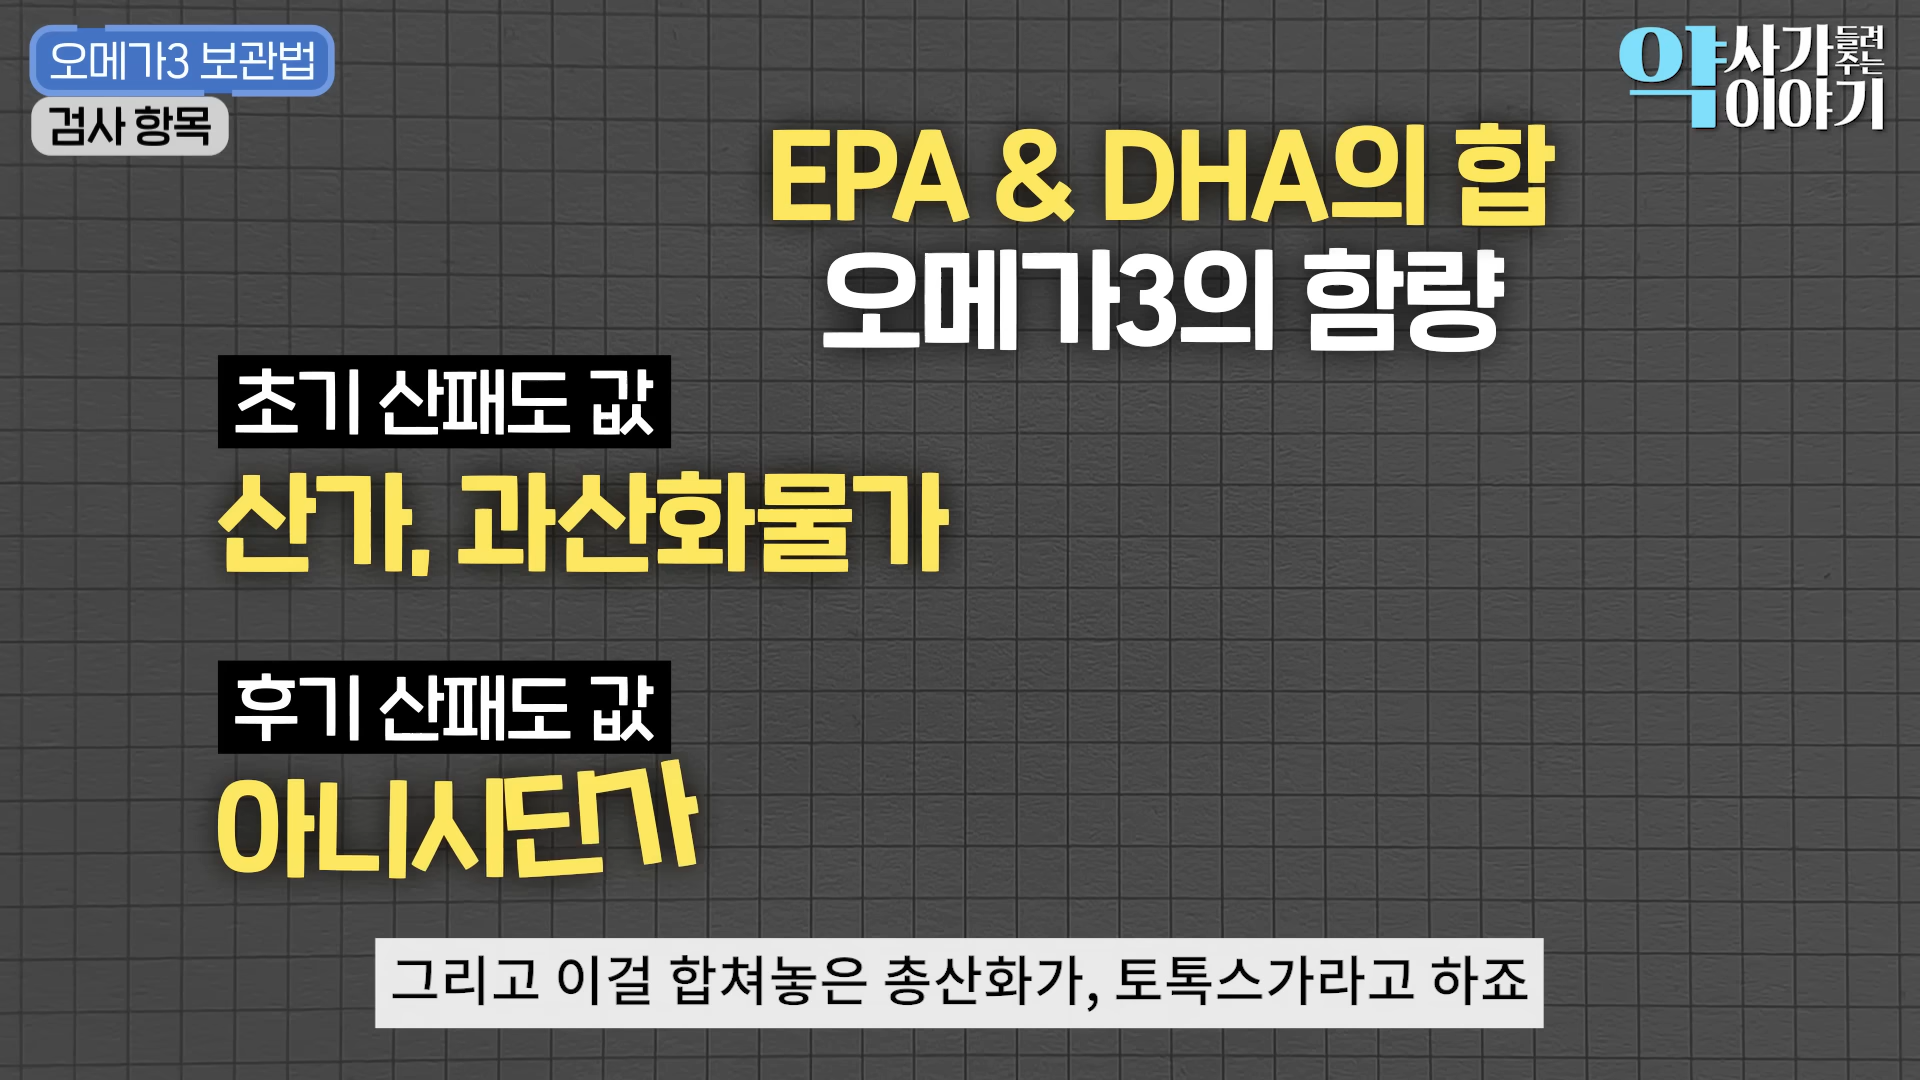 오메가3 보관법
검사 항목
약사가 들려주는
이야기
EPA & DHA의 합
오메가3의 함량
초기 산패도 값
산가, 과산화물가
후기 산패도 값
아니시딘가
그리고 이걸 합쳐놓은 총산화가, 토톡스가라고 하죠